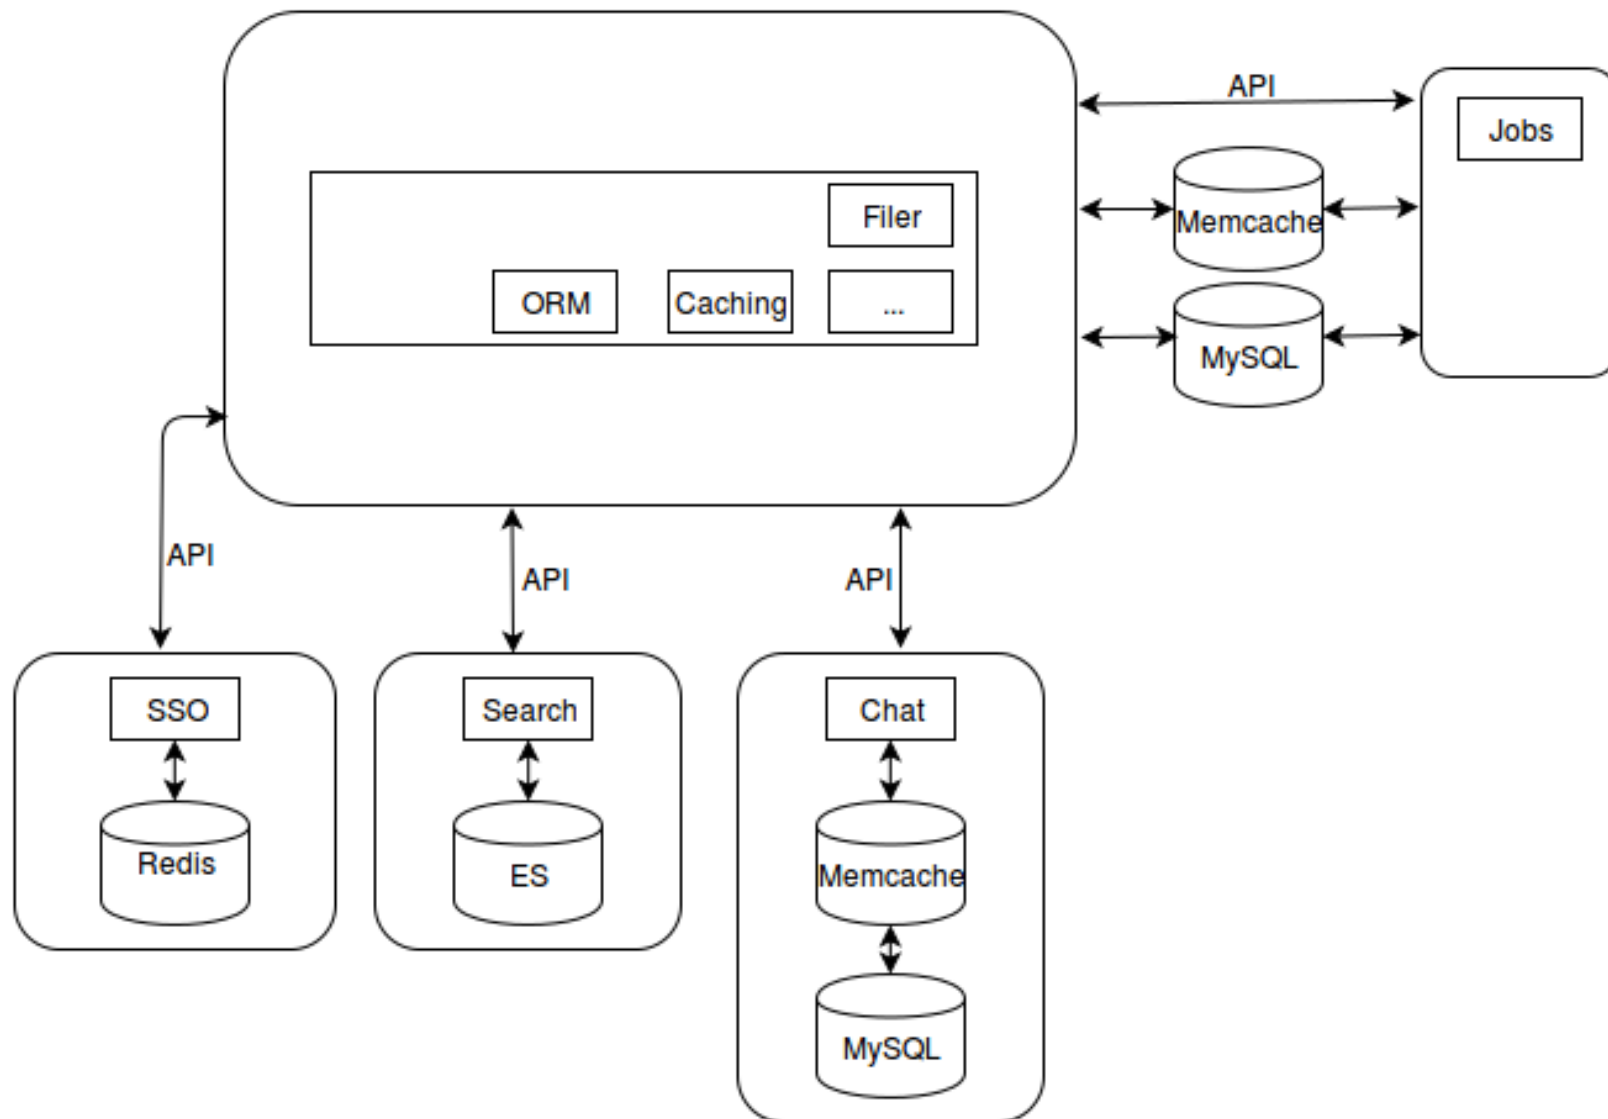 API
Jobs
Filer
Memcache
ORM
Caching
...
MySQL
API
API
API
SSO
Search
Chat
Redis
ES
Memcache
MySQL